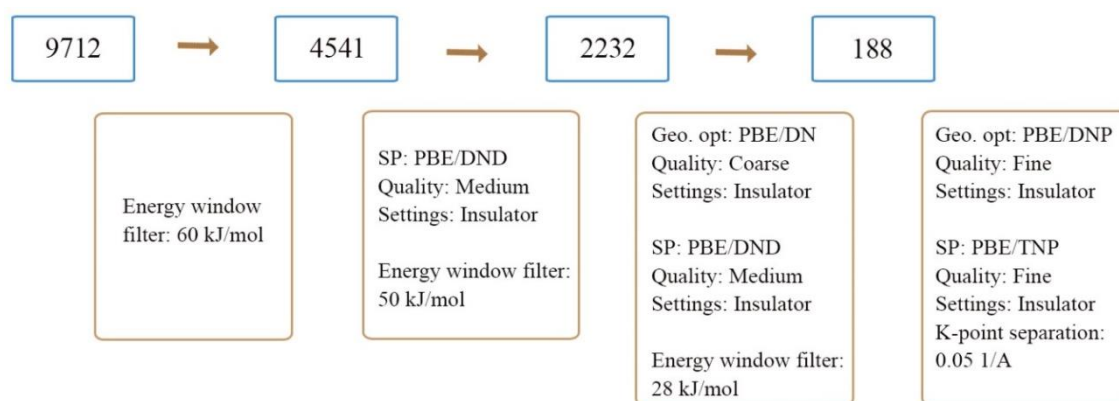 9712
4541
2232
188
Energy window
filter: 60 kJ/mol
SP: PBE/DND
Quality: Medium
Settings: Insulator
Energy window filter:
50 kJ/mol
Geo. opt: PBE/DN
Quality: Coarse
Settings: Insulator
SP: PBE/DND
Quality: Medium
Settings: Insulator
Energy window filter:
28 kJ/mol
Geo. opt: PBE/DNP
Quality: Fine
Settings: Insulator
SP: PBE/TNP
Quality: Fine
Settings: Insulator
K-point separation:
0.05 1/A